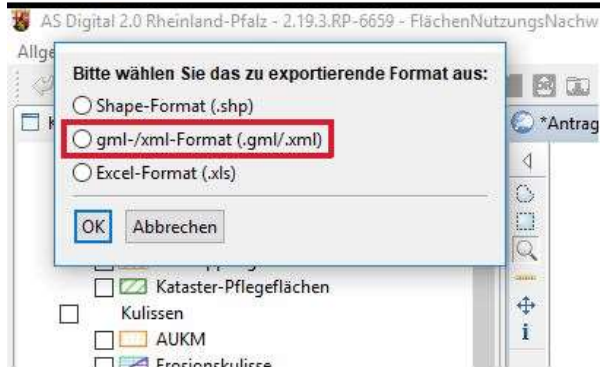 AS Digital 2.0 Rheinland-Pfalz - 2.19.3.RP-6659 - FlächenNutzungsNachw
Allge
Bitte wählen Sie das zu exportierende Format aus:
Shape-Format (.shp)
gml-/xml-Format (.gml/.xml)
Excel-Format (.xls)
OK Abbrechen
*Antrag
Kataster-Pflegeflächen
Kulissen
AUKM
Erosionskulisse